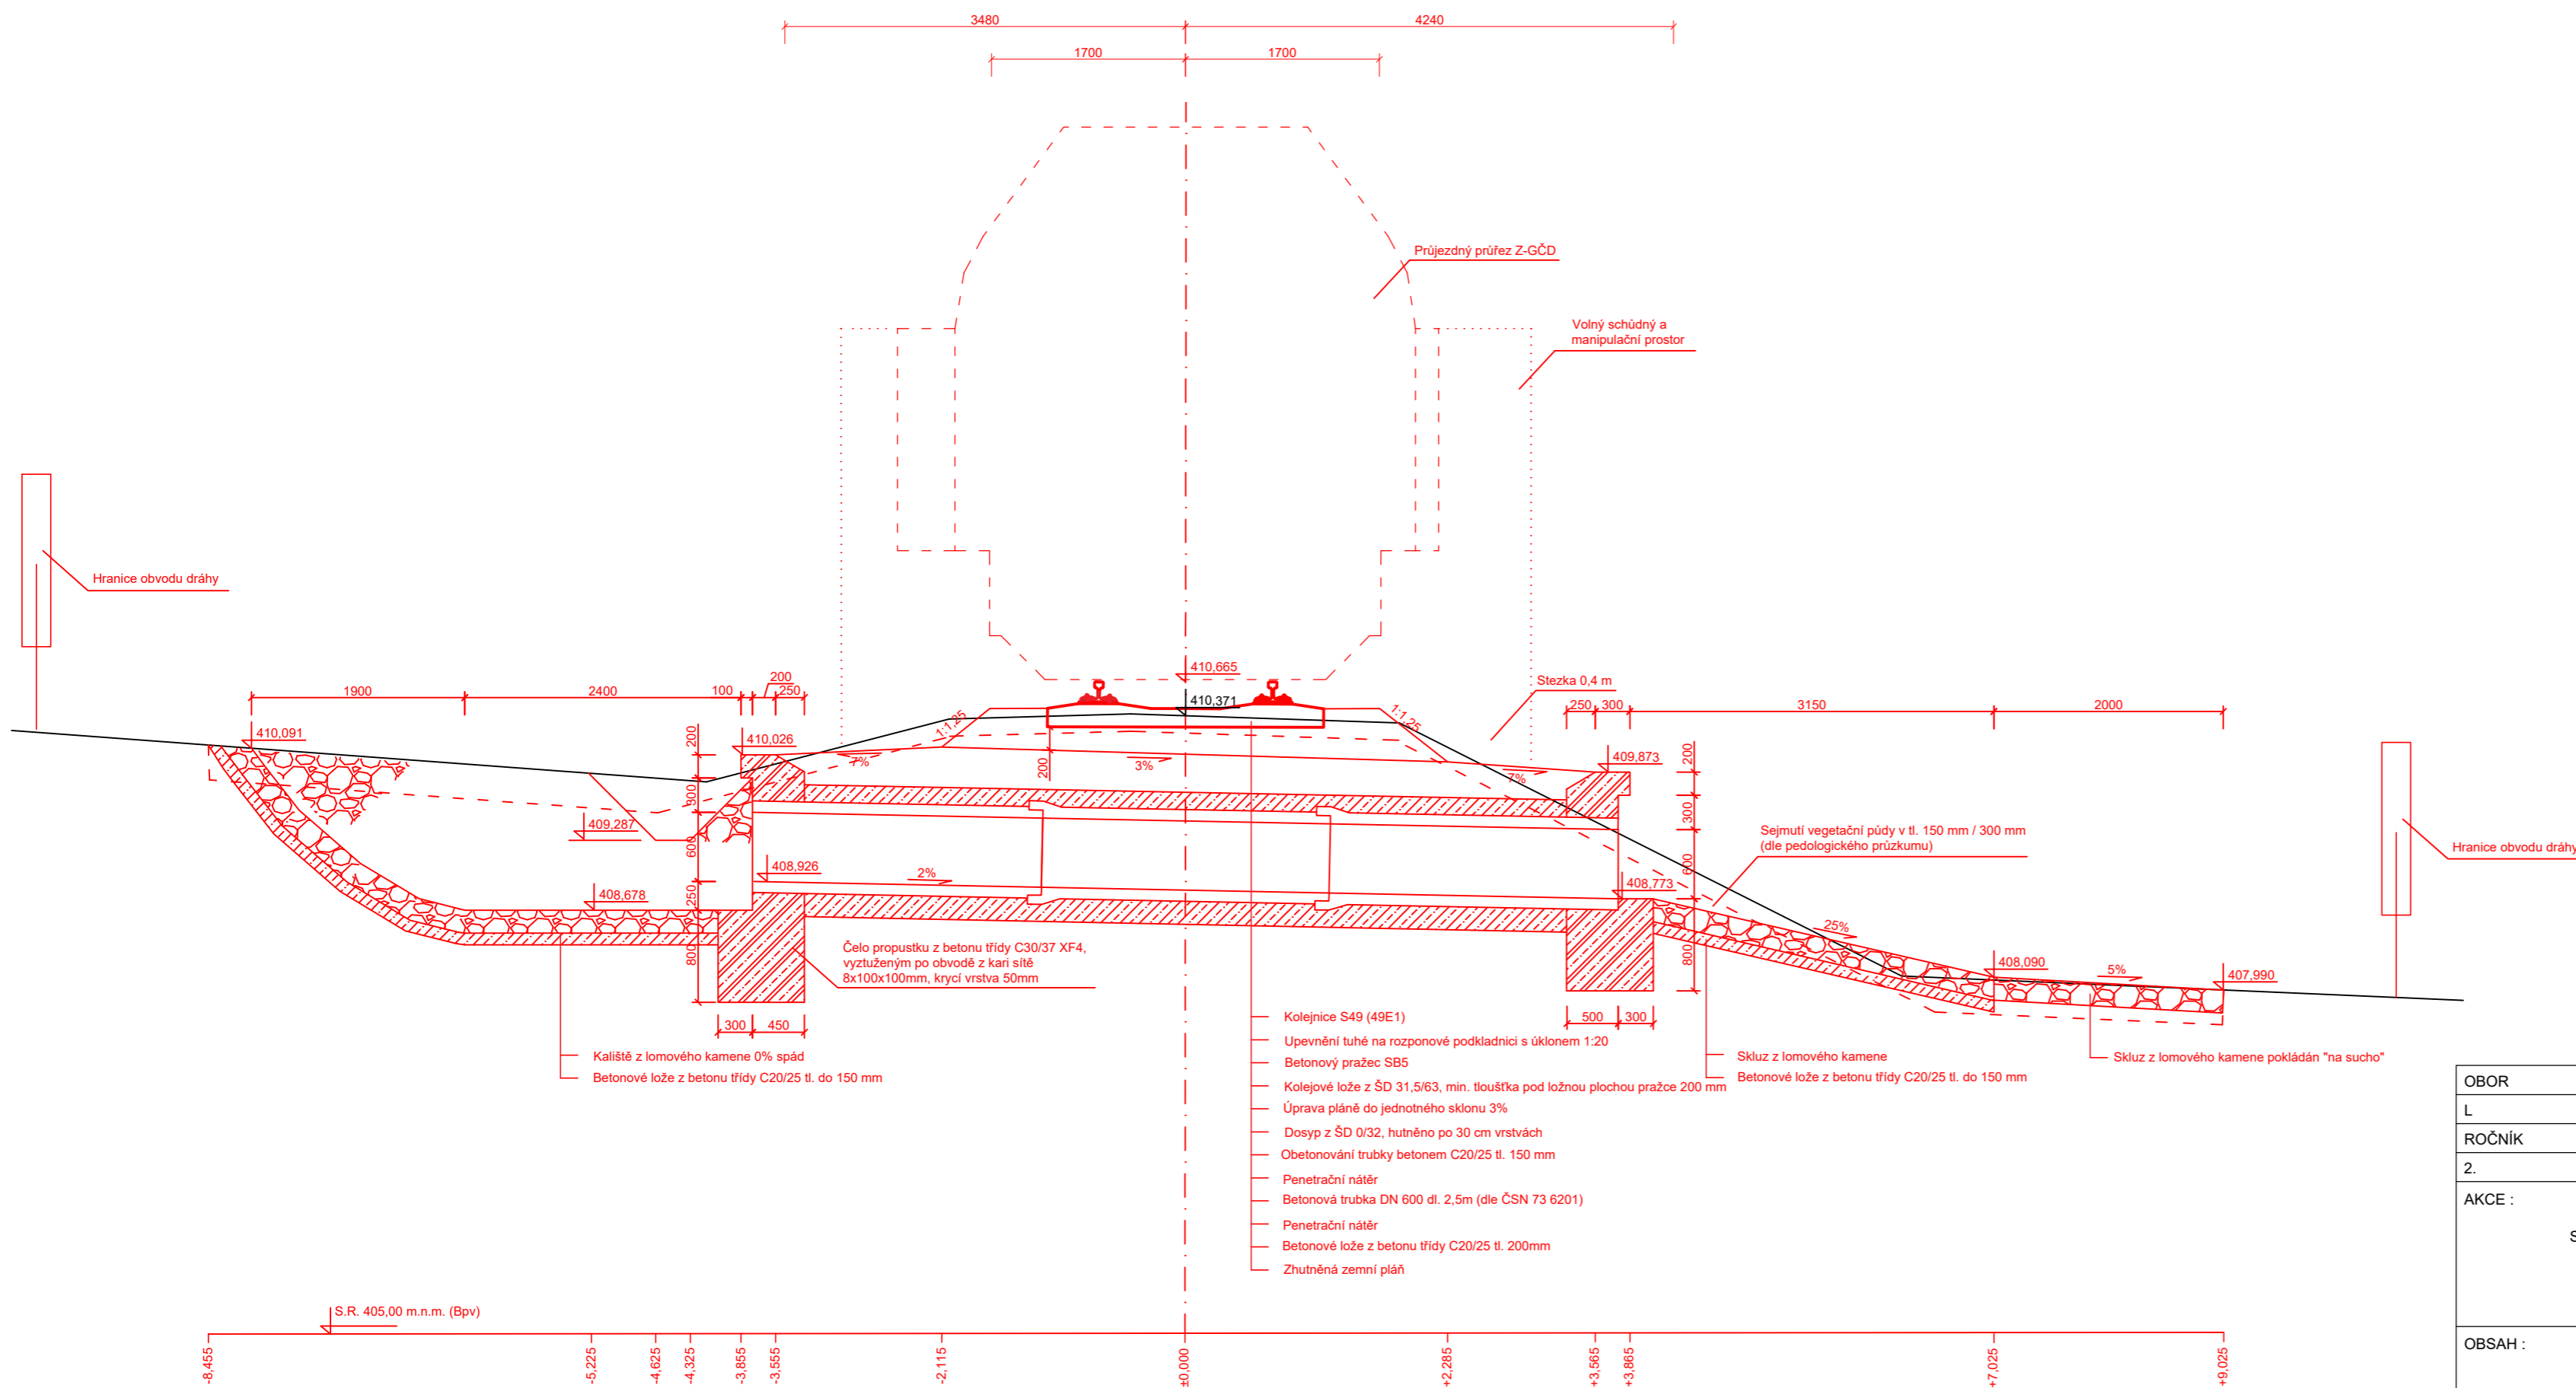 3480
4240
1700
1700
Průjezdný průřez Z-GČD
Volný schůdný a
manipulační prostor
Hranice obvodu dráhy
410,665
410,371
Stezka 0,4 m
1900
2400
100
200
250
250
300
3150
2000
1:1,25
1:1,25
410,091
410,026
409,873
200
300
600
250
800
200
300
600
800
7%
200
3%
7%
409,287
408,926
2%
408,773
408,678
Sejmutí vegetační půdy v tl. 150 mm / 300 mm
(dle pedologického průzkumu)
Hranice obvodu dráhy
25%
408,090
5%
407,990
Čelo propustku z betonu třídy C30/37 XF4,
vyztuženým po obvodě z kari sítě
8x100x100mm, krycí vrstva 50mm
300
450
500
300
Kaliště z lomového kamene 0% spád
Betonové lože z betonu třídy C20/25 tl. do 150 mm
Kolejnice S49 (49E1)
Upevnění tuhé na rozponové podkladnici s úklonem 1:20
Betonový pražec SB5
Kolejové lože z ŠD 31,5/63, min. tloušťka pod ložnou plochou pražce 200 mm
Úprava pláně do jednotného sklonu 3%
Dosyp z ŠD 0/32, hutněno po 30 cm vrstvách
Obetonování trubky betonem C20/25 tl. 150 mm
Penetrační nátěr
Betonová trubka DN 600 dl. 2,5m (dle ČSN 73 6201)
Penetrační nátěr
Betonové lože z betonu třídy C20/25 tl. 200mm
Zhutněná zemní pláň
Skluz z lomového kamene
Betonové lože z betonu třídy C20/25 tl. do 150 mm
Skluz z lomového kamene pokládán "na sucho"
OBOR
L
ROČNÍK
2.
AKCE :
S
OBSAH :
S.R. 405,00 m.n.m. (Bpv)
-8,455
-5,225
-4,625
-4,325
-3,855
-3,555
-2,115
±0,000
+2,285
+3,565
+3,865
+7,025
+9,025